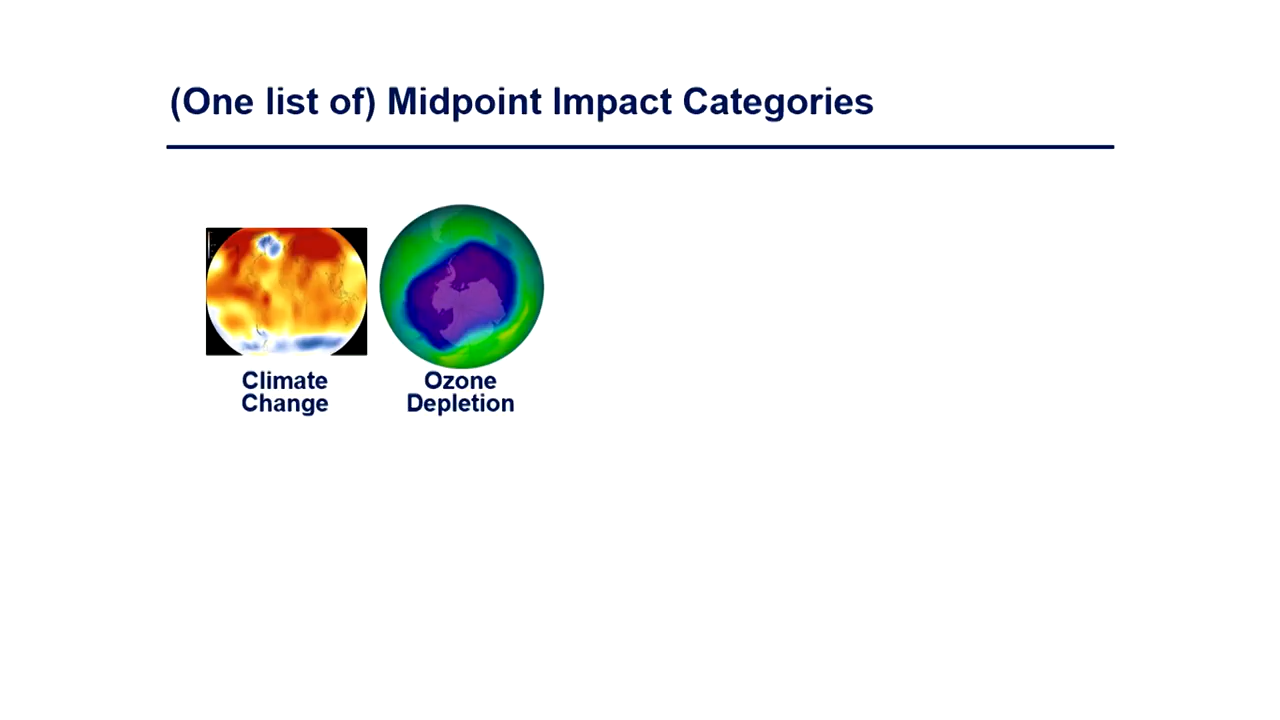 (One list of) Midpoint Impact Categories
Climate
Change
Ozone
Depletion